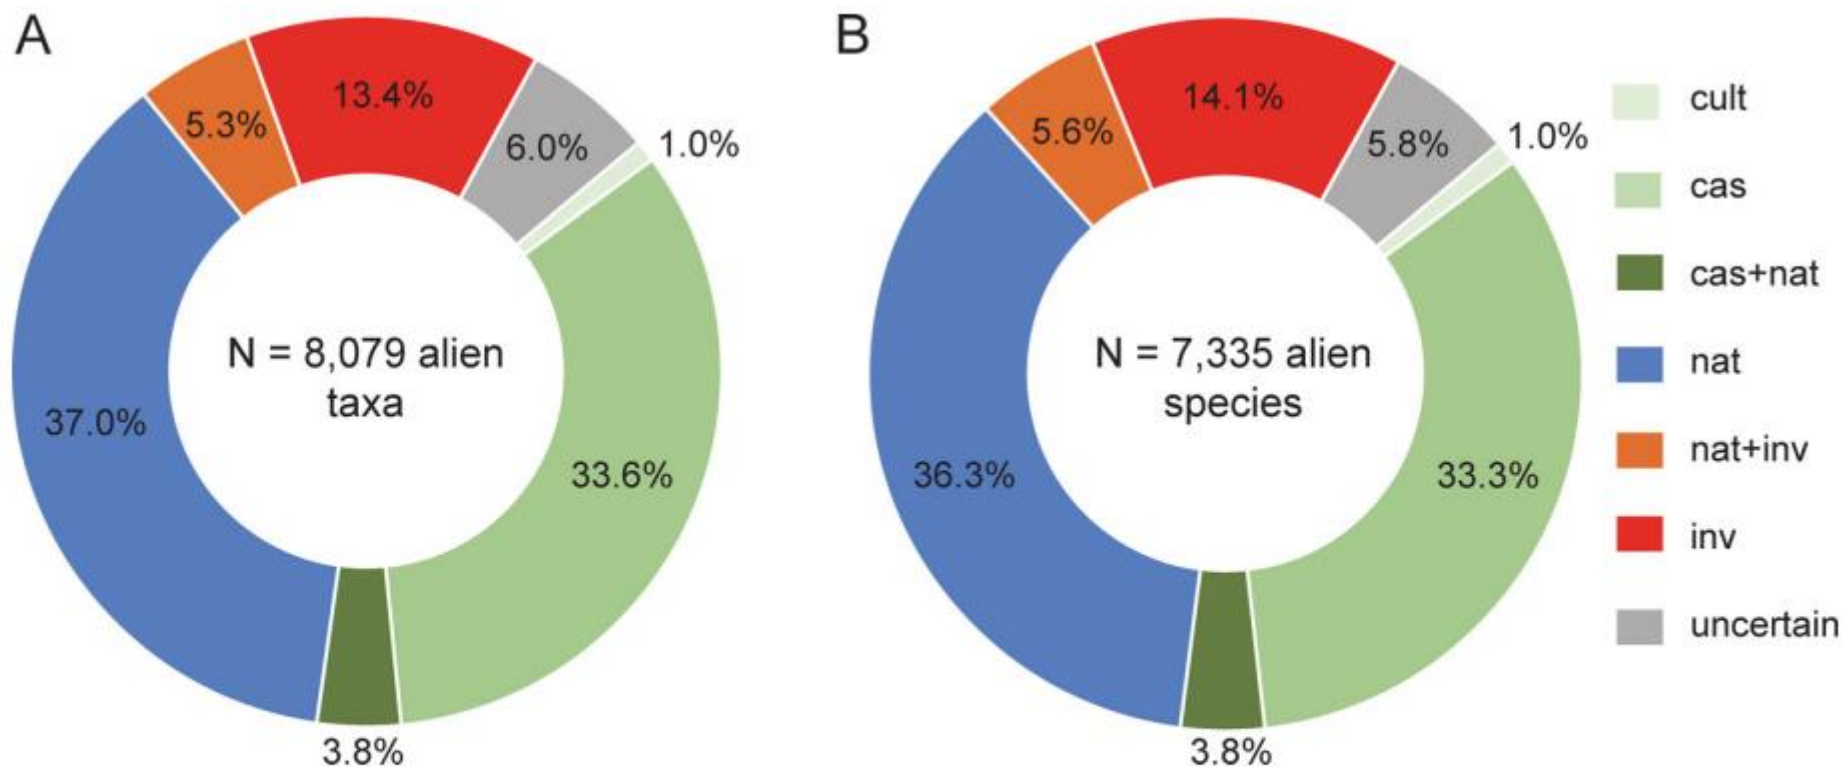 A
13.4%
5.3%
6.0%
1.0%
N = 8,079 alien
taxa
37.0%
33.6%
3.8%
B
14.1%
5.6%
5.8%
1.0%
N = 7,335 alien
species
36.3%
33.3%
3.8%
cult
cas
cas+nat
nat
nat+inv
inv
uncertain